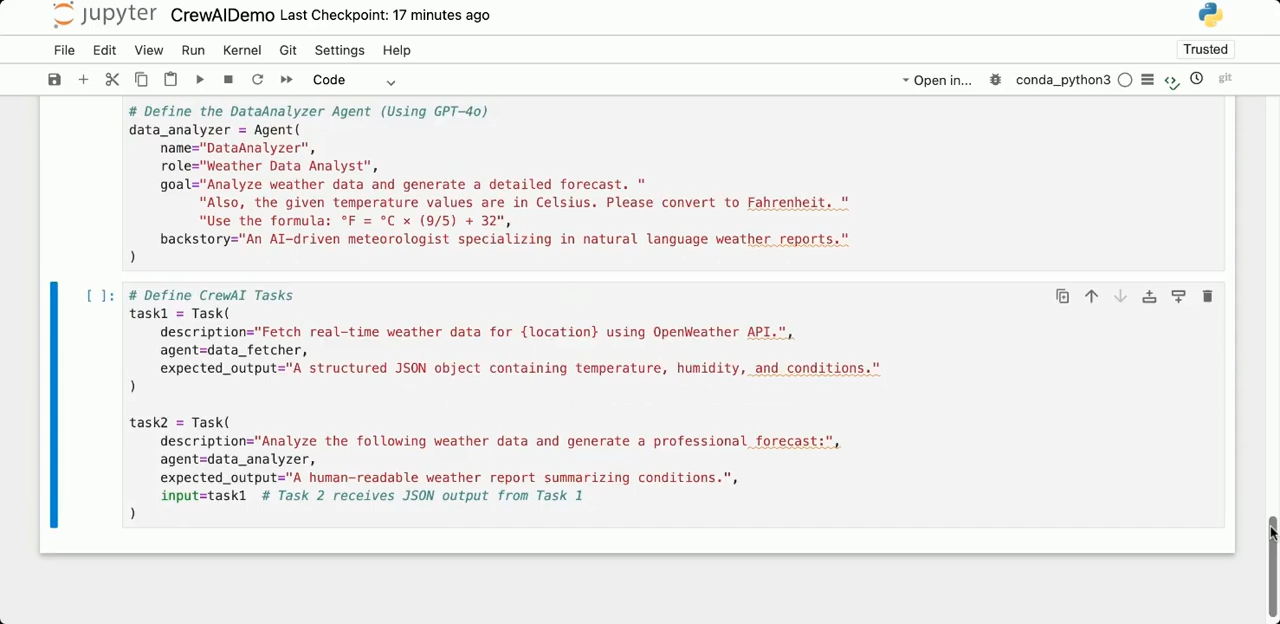 jupyter CrewAIDemo Last Checkpoint: 17 minutes ago
File Edit View Run Kernel Git Settings Help Trusted
Code Open in... conda_python3 git
# Define the DataAnalyzer Agent (Using GPT-4o)
data_analyzer = Agent(
    name="DataAnalyzer",
    role="Weather Data Analyst",
    goal="Analyze weather data and generate a detailed forecast. "
         "Also, the given temperature values are in Celsius. Please convert to Fahrenheit. "
         "Use the formula: °F = °C × (9/5) + 32",
    backstory="An AI-driven meteorologist specializing in natural language weather reports."
)
[ ]: # Define CrewAI Tasks
task1 = Task(
    description="Fetch real-time weather data for {location} using OpenWeather API.",
    agent=data_fetcher,
    expected_output="A structured JSON object containing temperature, humidity, and conditions."
)
task2 = Task(
    description="Analyze the following weather data and generate a professional forecast:",
    agent=data_analyzer,
    expected_output="A human-readable weather report summarizing conditions.",
    input=task1  # Task 2 receives JSON output from Task 1
)